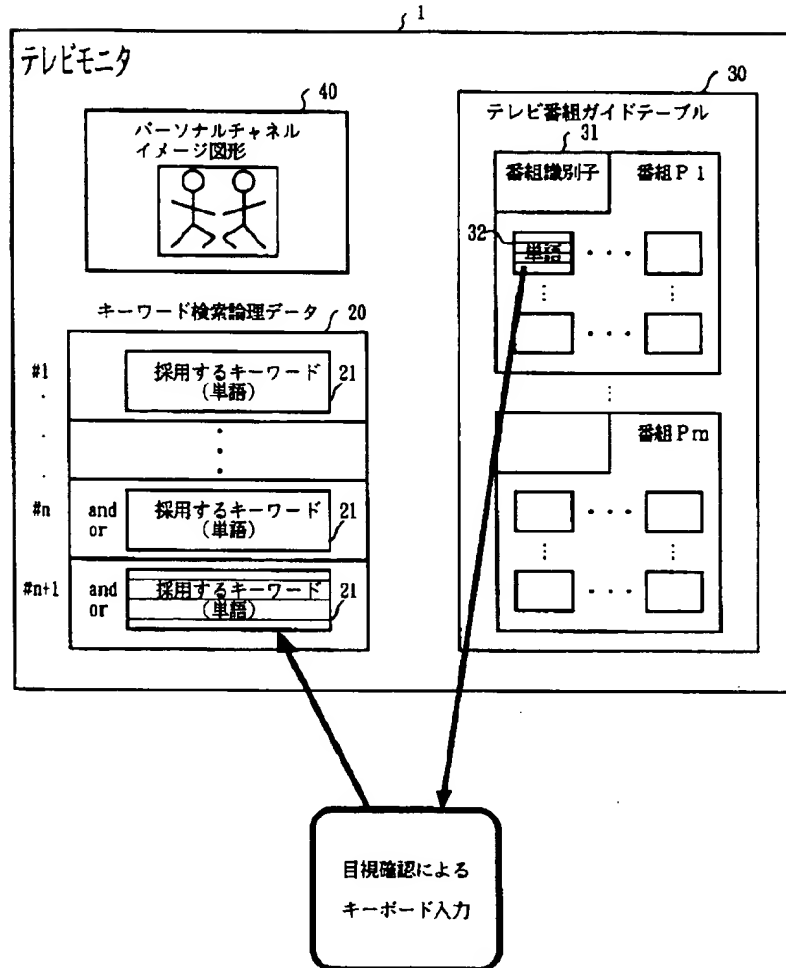 1
テレビモニタ
40
パーソナルチャネル
イメージ図形
キーワード検索論理データ 20
#1
採用するキーワード
(単語)
21
#n
and
or
採用するキーワード
(単語)
21
#n+1
and
or
採用するキーワード
(単語)
21
30
テレビ番組ガイドテーブル
31
番組識別子
番組P1
32
単語
番組Pm
目視確認による
キーボード入力